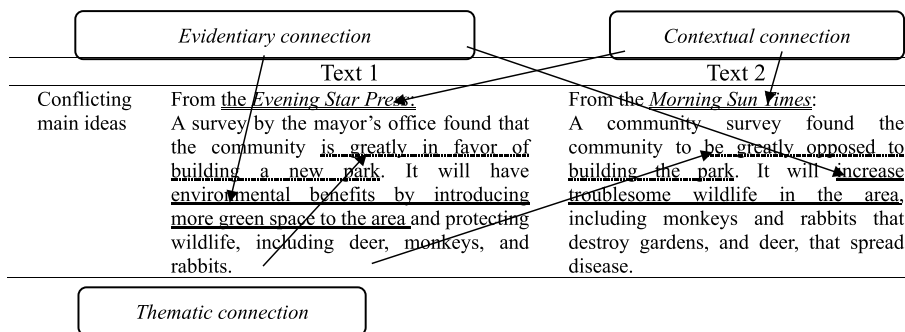 Evidentiary connection
Contextual connection
Text 1
Text 2
Conflicting
main ideas
From the Evening Star Press:
A survey by the mayor's office found that
the community is greatly in favor of
building a new park. It will have
environmental benefits by introducing
more green space to the area and protecting
wildlife, including deer, monkeys, and
rabbits.
From the Morning Sun Times:
A community survey found the
community to be greatly opposed to
building the park. It will increase
troublesome wildlife in the area,
including monkeys and rabbits that
destroy gardens, and deer, that spread
disease.
Thematic connection